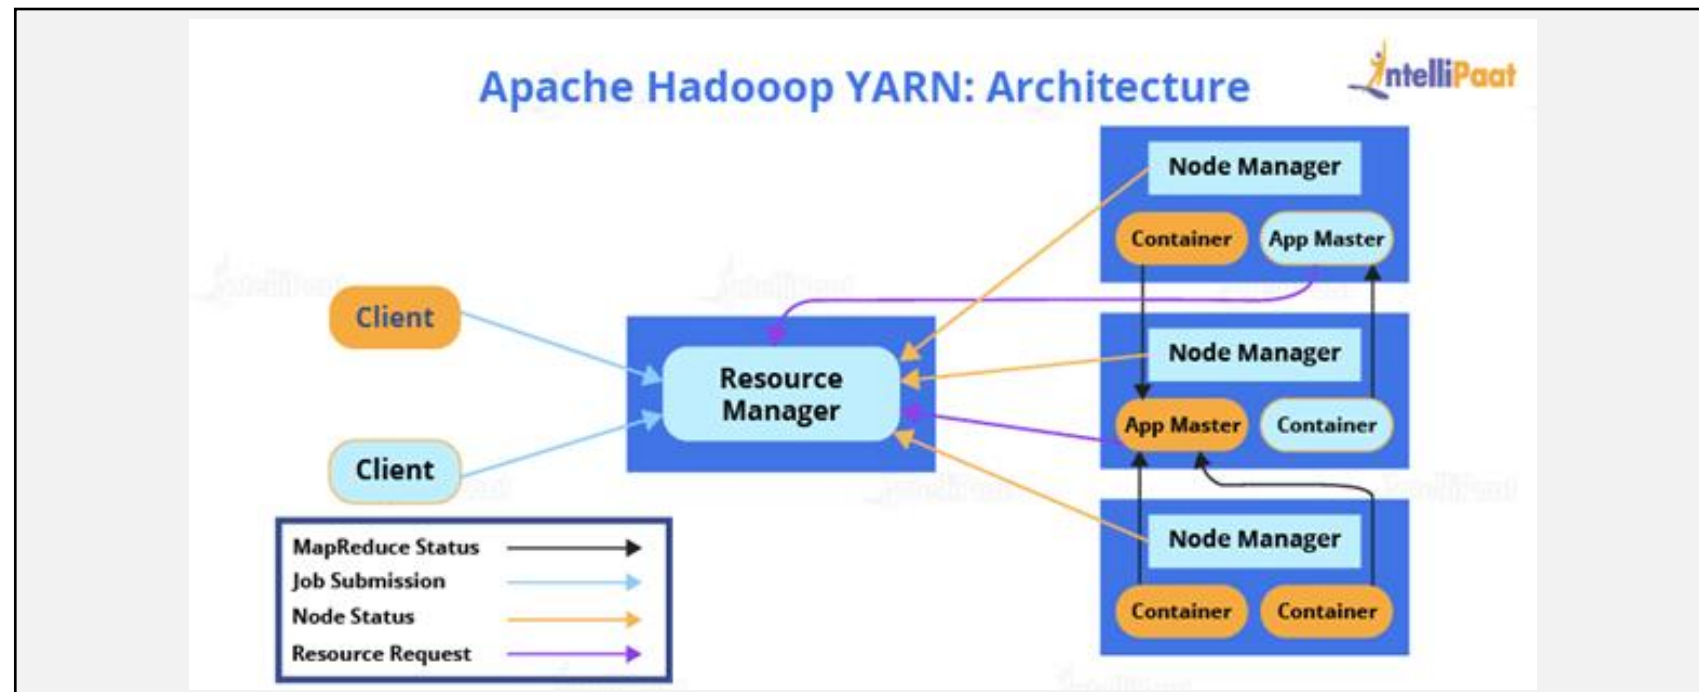 Apache Hadooop YARN: Architecture
IntelliPaat
Node Manager
Container
App Master
Client
Resource
Manager
Node Manager
App Master
Container
Client
Node Manager
Container
Container
MapReduce Status
Job Submission
Node Status
Resource Request